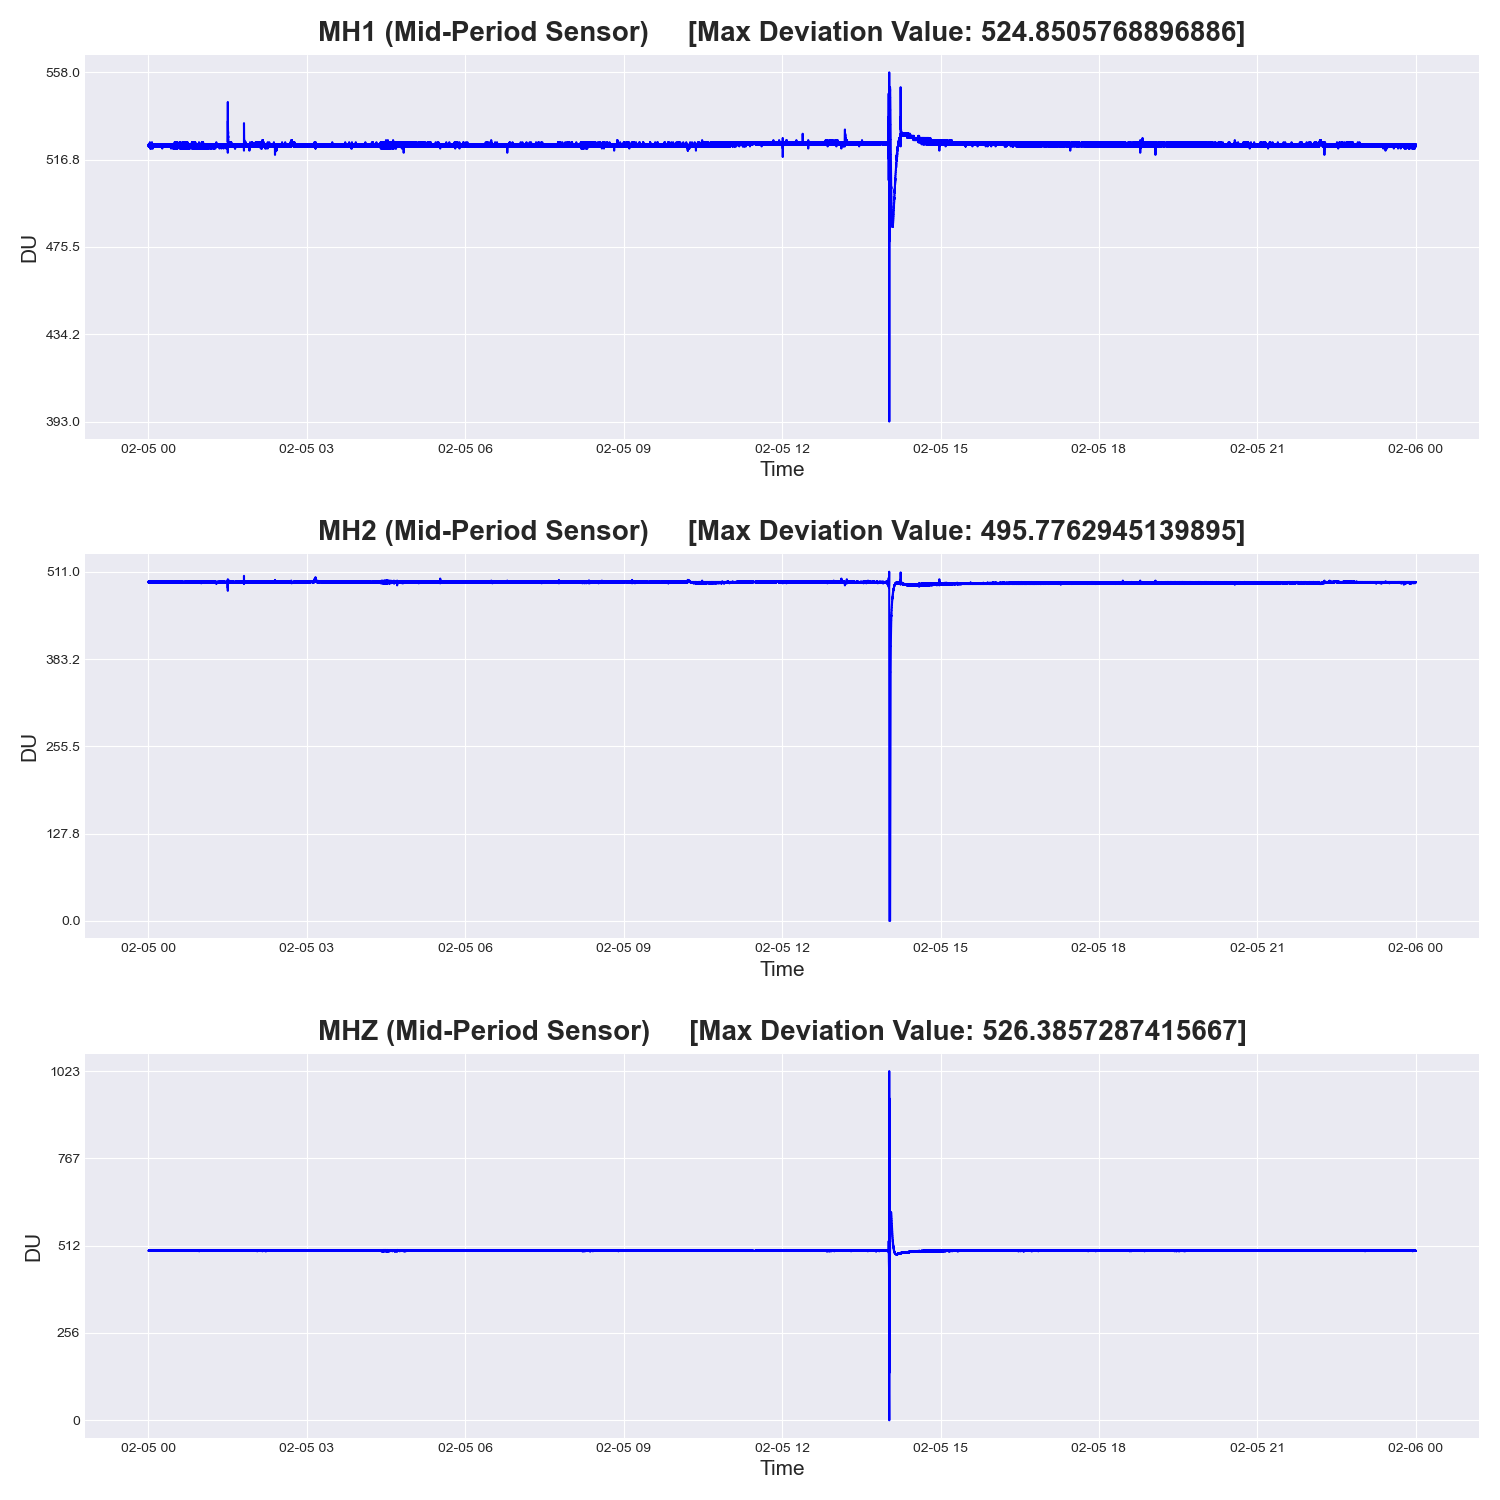 MH1 (Mid-Period Sensor) [Max Deviation Value: 524.8505768896886]
558.0
516.8
475.5
434.2
393.0
DU
02-05 00 02-05 03 02-05 06 02-05 09 02-05 12 02-05 15 02-05 18 02-05 21 02-06 00
Time
MH2 (Mid-Period Sensor) [Max Deviation Value: 495.7762945139895]
511.0
383.2
255.5
127.8
0.0
DU
02-05 00 02-05 03 02-05 06 02-05 09 02-05 12 02-05 15 02-05 18 02-05 21 02-06 00
Time
MHZ (Mid-Period Sensor) [Max Deviation Value: 526.3857287415667]
1023
767
512
256
0
DU
02-05 00 02-05 03 02-05 06 02-05 09 02-05 12 02-05 15 02-05 18 02-05 21 02-06 00
Time